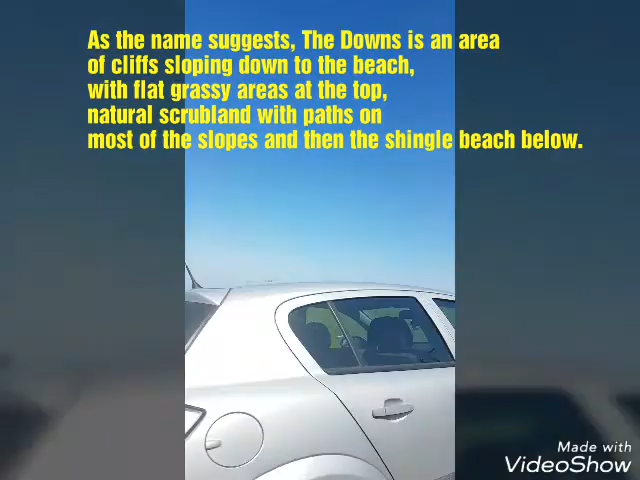 As the name suggests, The Downs is an area
of cliffs sloping down to the beach,
with flat grassy areas at the top,
natural scrubland with paths on
most of the slopes and then the shingle beach below.
Made with
VideoShow